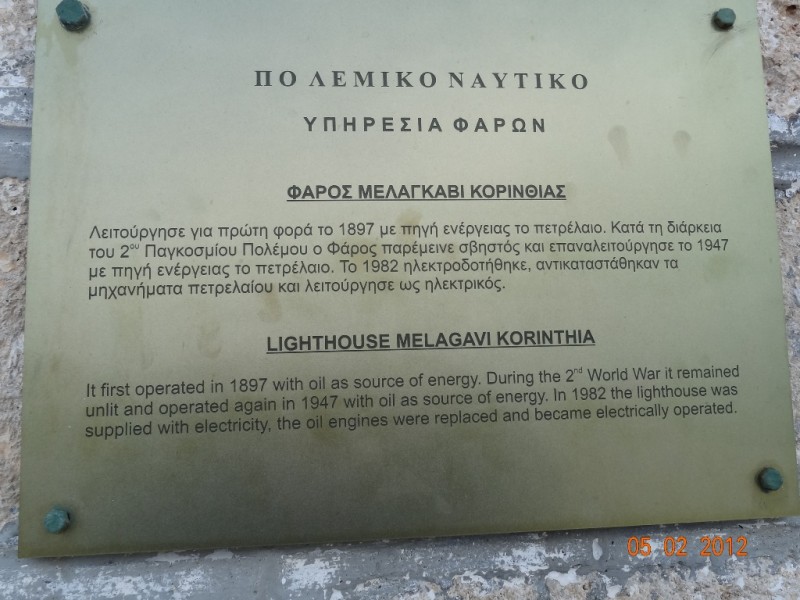 ΠΟ ΛΕΜΙΚΟ ΝΑΥΤΙΚΟ
ΥΠΗΡΕΣΙΑ ΦΑΡΩΝ
ΦΑΡΟΣ ΜΕΛΑΓΚΑΒΙ ΚΟΡΙΝΘΙΑΣ
Λειτούργησε για πρώτη φορά το 1897 με πηγή ενέργειας το πετρέλαιο. Κατά τη διάρκεια
του 2ου Παγκοσμίου Πολέμου ο Φάρος παρέμεινε σβηστός και επαναλειτούργησε το 1947
με πηγή ενέργειας το πετρέλαιο. Το 1982 ηλεκτροδοτήθηκε, αντικαταστάθηκαν τα
μηχανήματα πετρελαίου και λειτούργησε ως ηλεκτρικός.
LIGHTHOUSE MELAGAVI KORINTHIA
It first operated in 1897 with oil as source of energy. During the 2nd World War it remained
unlit and operated again in 1947 with oil as source of energy. In 1982 the lighthouse was
supplied with electricity, the oil engines were replaced and became electrically operated.
05 02 2012